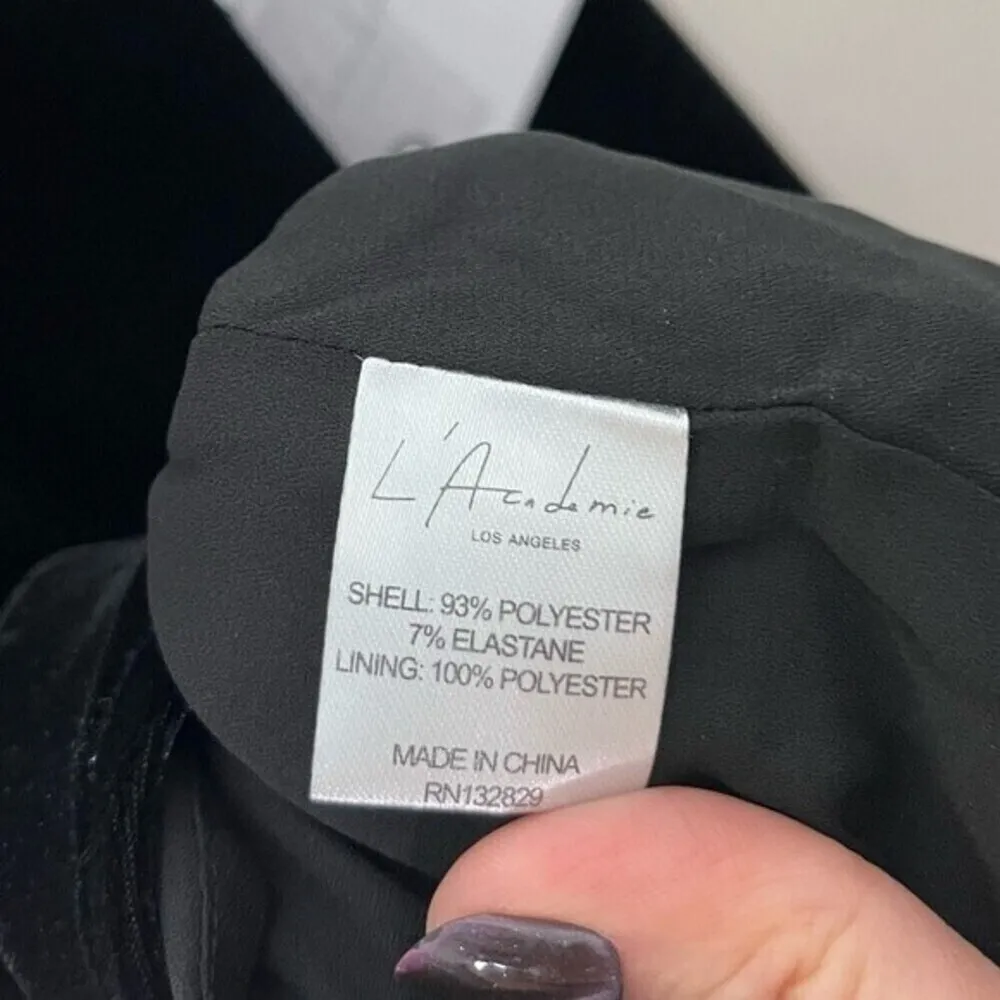 L'Academie
LOS ANGELES
SHELL: 93% POLYESTER
7% ELASTANE
LINING: 100% POLYESTER
MADE IN CHINA
RN132829